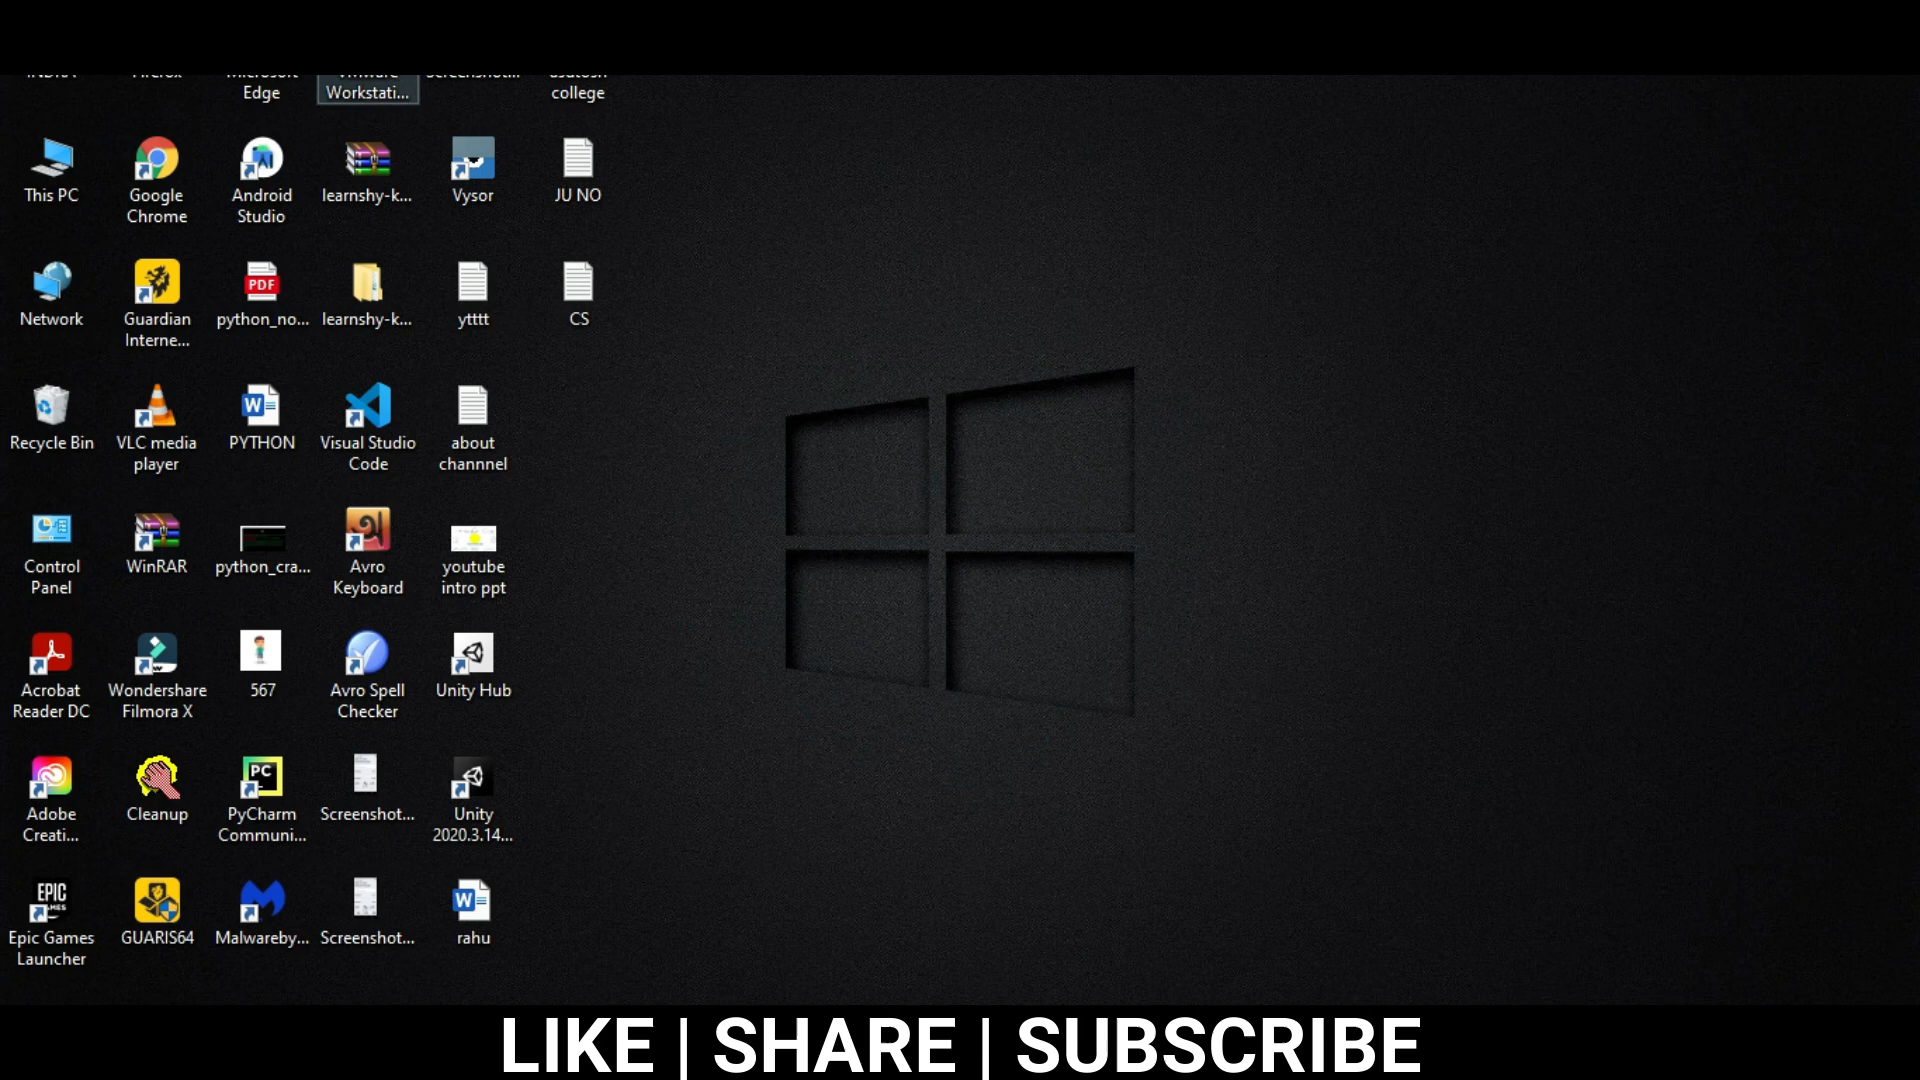 Edge
Workstati...
college
This PC
Google
Chrome
Android
Studio
learnshy-k...
Vysor
JU NO
Network
Guardian
Interne...
PDF
python_no...
learnshy-k...
ytttt
CS
Recycle Bin
VLC media
player
PYTHON
Visual Studio
Code
about
channnel
Control
Panel
WinRAR
python_cra...
Avro
Keyboard
youtube
intro ppt
Acrobat
Reader DC
Wondershare
Filmora X
567
Avro Spell
Checker
Unity Hub
Adobe
Creati...
Cleanup
PC
PyCharm
Communi...
Screenshot...
Unity
2020.3.14...
EPIC
Epic Games
Launcher
GUARIS64
Malwareby...
Screenshot...
W
rahu
LIKE | SHARE | SUBSCRIBE